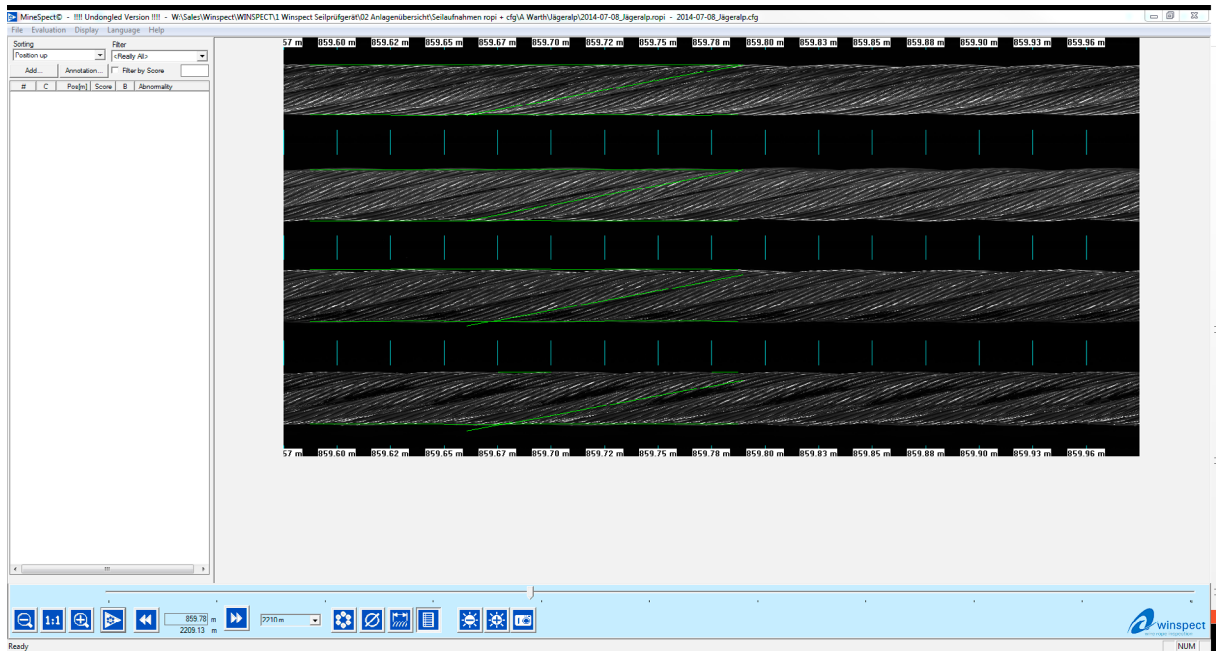 MineSpect© - !!!! Undongled Version !!!! - W:\Sales\Winspect\WINSPECT\1 Winspect Seilprüfgerät\02 Anlagenübersicht\Seilaufnahmen ropi + cfg\A Warth\Jägeralp\2014-07-08_Jägeralp.ropi - 2014-07-08_Jägeralp.cfg
File Evaluation Display Language Help
Sorting Filter
Position up <Really All>
Add... Annotation... Filter by Score
# C Pos[m] Score B Abnormality
57 m 859.60 m 859.62 m 859.65 m 859.67 m 859.70 m 859.72 m 859.75 m 859.78 m 859.80 m 859.83 m 859.85 m 859.88 m 859.90 m 859.93 m 859.96 m
57 m 859.60 m 859.62 m 859.65 m 859.67 m 859.70 m 859.72 m 859.75 m 859.78 m 859.80 m 859.83 m 859.85 m 859.88 m 859.90 m 859.93 m 859.96 m
1:1 859.78 m 2210 m
2209.13 m
winspect
Ready NUM